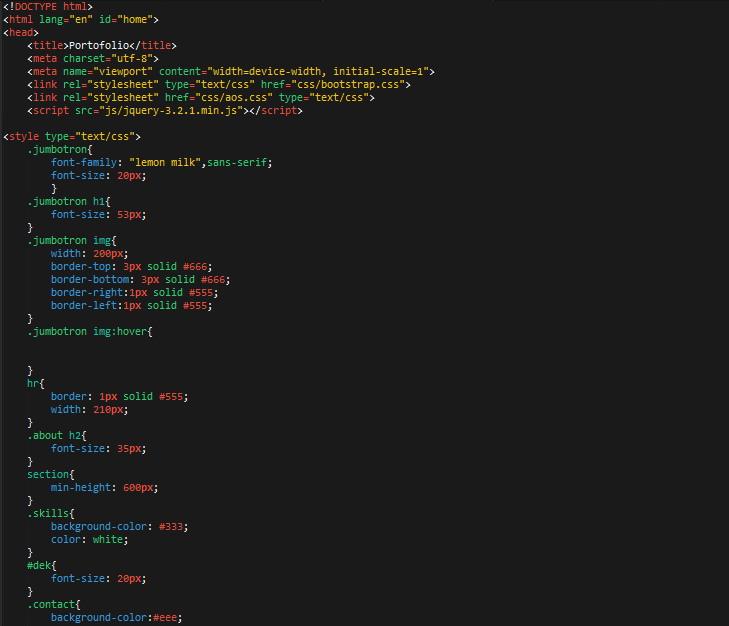 <!DOCTYPE html>
<html lang="en" id="home">
<head>
    <title>Portofolio</title>
    <meta charset="utf-8">
    <meta name="viewport" content="width=device-width, initial-scale=1">
    <link rel="stylesheet" type="text/css" href="css/bootstrap.css">
    <link rel="stylesheet" href="css/aos.css" type="text/css">
    <script src="js/jquery-3.2.1.min.js"></script>

<style type="text/css">
    .jumbotron{
        font-family: "lemon milk",sans-serif;
        font-size: 20px;
        }
    .jumbotron h1{
        font-size: 53px;
    }
    .jumbotron img{
        width: 200px;
        border-top: 3px solid #666;
        border-bottom: 3px solid #666;
        border-right:1px solid #555;
        border-left:1px solid #555;
    }
    .jumbotron img:hover{


    }
    hr{
        border: 1px solid #555;
        width: 210px;
    }
    .about h2{
        font-size: 35px;
    }
    section{
        min-height: 600px;
    }
    .skills{
        background-color: #333;
        color: white;
    }
    #dek{
        font-size: 20px;
    }
    .contact{
        background-color:#eee;